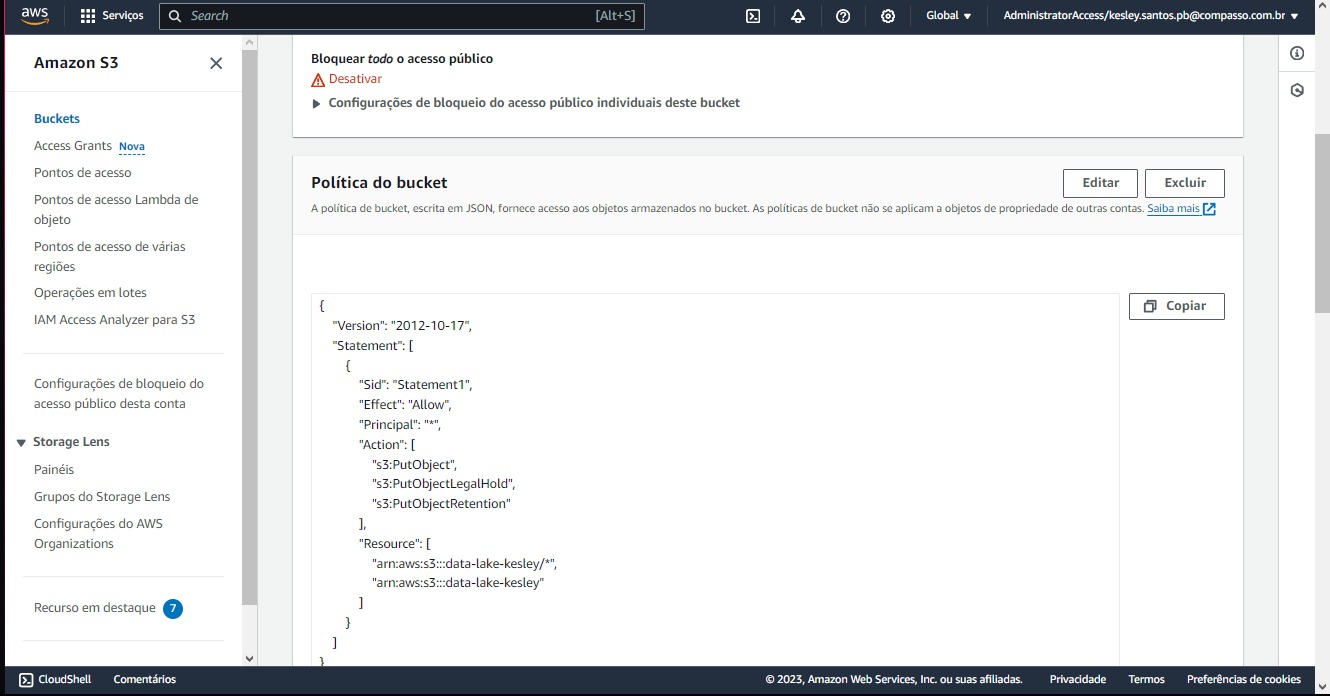 aws
Serviços
Search
[Alt+S]
Global
AdministratorAccess/kesley.santos.pb@compasso.com.br
Amazon S3
Buckets
Access Grants Nova
Pontos de acesso
Pontos de acesso Lambda de
objeto
Pontos de acesso de várias
regiões
Operações em lotes
IAM Access Analyzer para S3
Configurações de bloqueio do
acesso público desta conta
Storage Lens
Painéis
Grupos do Storage Lens
Configurações do AWS
Organizations
Recurso em destaque 7
Bloquear todo o acesso público
Desativar
Configurações de bloqueio do acesso público individuais deste bucket
Política do bucket
Editar
Excluir
A política de bucket, escrita em JSON, fornece acesso aos objetos armazenados no bucket. As políticas de bucket não se aplicam a objetos de propriedade de outras contas. Saiba mais
Copiar
{
"Version": "2012-10-17",
"Statement": [
{
"Sid": "Statement1",
"Effect": "Allow",
"Principal": "*",
"Action": [
"s3:PutObject",
"s3:PutObjectLegalHold",
"s3:PutObjectRetention"
],
"Resource": [
"arn:aws:s3:::data-lake-kesley/*",
"arn:aws:s3:::data-lake-kesley"
]
}
]
}
CloudShell
Comentários
© 2023, Amazon Web Services, Inc. ou suas afiliadas.
Privacidade
Termos
Preferências de cookies